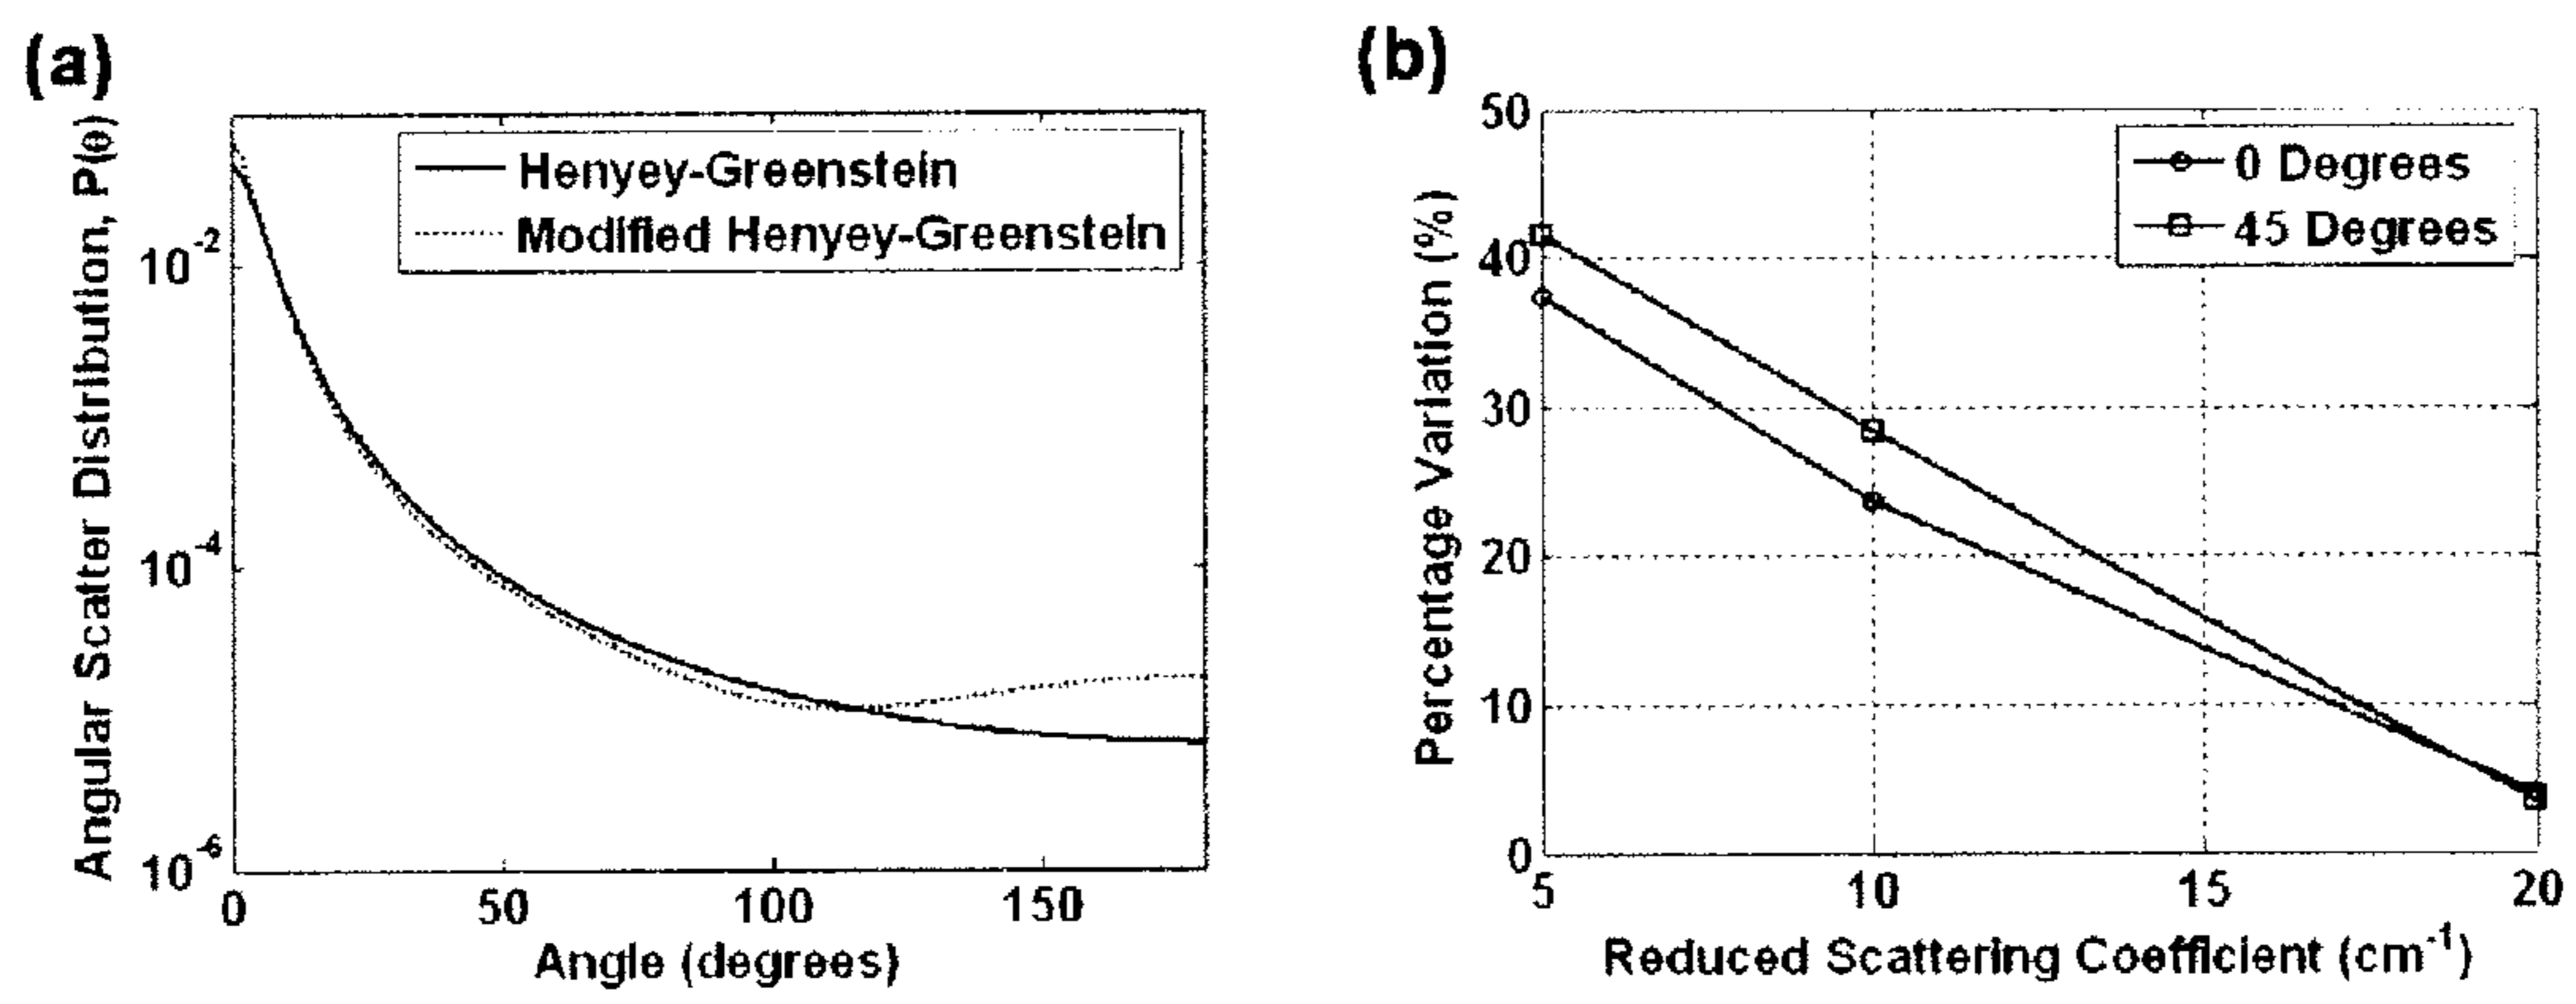 (a)
Angular Scatter Distribution, P(θ)
10-2
10-4
10-6
Henyey-Greenstein
Modified Henyey-Greenstein
0 50 100 150
Angle (degrees)
(b)
Percentage Variation (%)
50
40
30
20
10
0
0 Degrees
45 Degrees
5 10 15 20
Reduced Scattering Coefficient (cm-1)